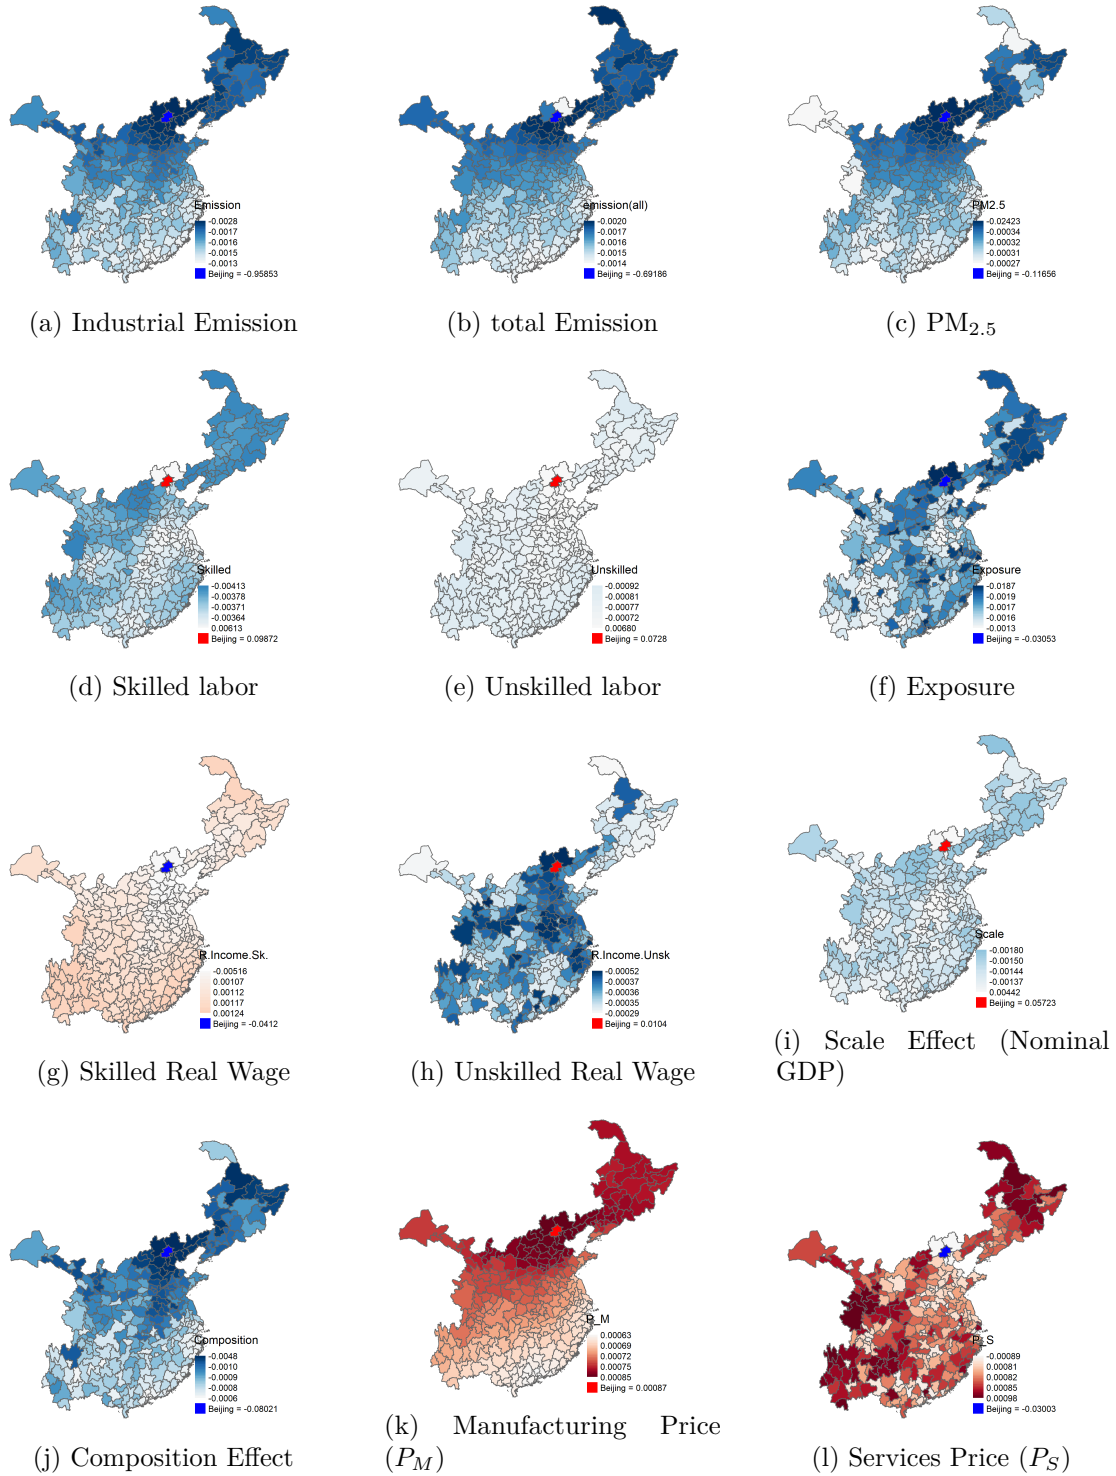 Emission
-0.0028
-0.0017
-0.0016
-0.0015
-0.0013
Beijing = -0.95853
(a) Industrial Emission
emission(all)
-0.0020
-0.0017
-0.0016
-0.0015
-0.0014
Beijing = -0.69186
(b) total Emission
PM2.5
-0.02423
-0.00034
-0.00032
-0.00031
-0.00027
Beijing = -0.11656
(c) PM2.5
Skilled
-0.00413
-0.00378
-0.00371
-0.00364
0.00613
Beijing = 0.09872
(d) Skilled labor
Unskilled
-0.00092
-0.00081
-0.00077
-0.00072
0.00680
Beijing = 0.0728
(e) Unskilled labor
Exposure
-0.0187
-0.0019
-0.0017
-0.0016
-0.0013
Beijing = -0.03053
(f) Exposure
R.Income.Sk.
-0.00516
0.00107
0.00112
0.00117
0.00124
Beijing = -0.0412
(g) Skilled Real Wage
R.Income.Unsk
-0.00052
-0.00037
-0.00036
-0.00035
-0.00029
Beijing = 0.0104
(h) Unskilled Real Wage
Scale
-0.00180
-0.00150
-0.00144
-0.00137
0.00442
Beijing = 0.05723
(i) Scale Effect (Nominal
GDP)
Composition
-0.0048
-0.0010
-0.0009
-0.0008
-0.0006
Beijing = -0.08021
(j) Composition Effect
P_M
0.00063
0.00069
0.00072
0.00075
0.00085
Beijing = 0.00087
(k) Manufacturing Price
(P_M)
P_S
-0.00089
0.00081
0.00082
0.00085
0.00098
Beijing = -0.03003
(l) Services Price (P_S)